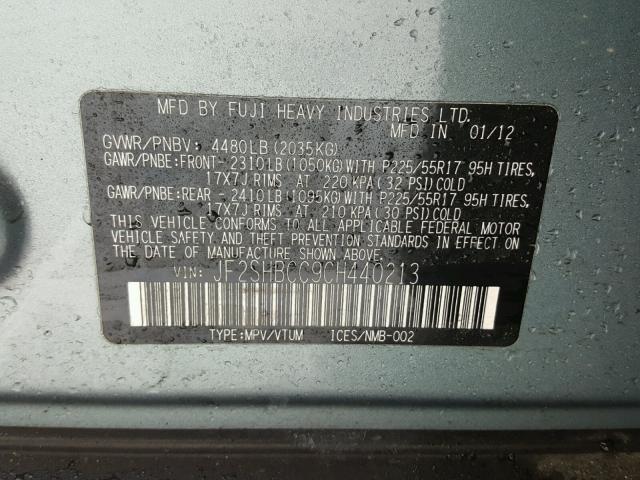 MFD BY FUJI HEAVY INDUSTRIES LTD.
MFD IN 01/12
GVWR/PNBV: 4480LB(2035KG)
GAWR/PNBE:FRONT-2310LB(1050KG)WITH P225/55R17 95H TIRES,
17X7J RIMS AT 220 KPA(32 PSI)COLD
GAWR/PNBE:REAR -2410LB(1095KG)WITH P225/55R17 95H TIRES,
17X7J RIMS AT 210 KPA(30 PSI)COLD
THIS VEHICLE CONFORMS TO ALL APPLICABLE FEDERAL MOTOR
VEHICLE SAFETY AND THEFT PREVENTION STANDARDS IN EFFECT ON
THE DATE OF MANUFACTURE SHOWN ABOVE.
VIN: JF2SHBCC9CH440213
TYPE:MPV/VTUM ICES/NMB-002